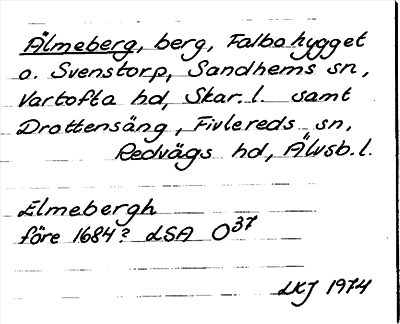 Älmeberg, berg, Falbohygget
o. Svenstorp, Sandhems sn,
Vartofta hd, Skar. l. samt
Drottensäng, Fivlereds sn,
Redvägs hd, Älvsb. l.
Elmebergh
före 1684? LSA O³⁷
LKJ 1974